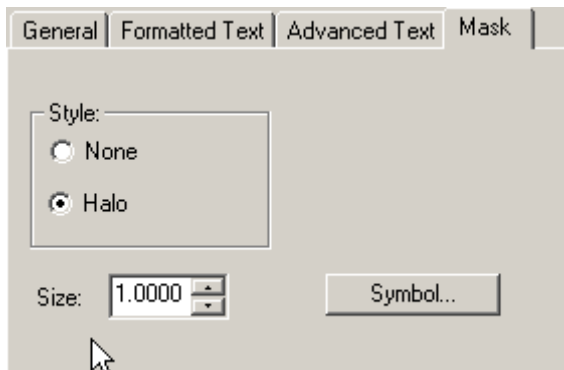 General Formatted Text Advanced Text Mask
Style:
None
Halo
Size: 1.0000 Symbol...